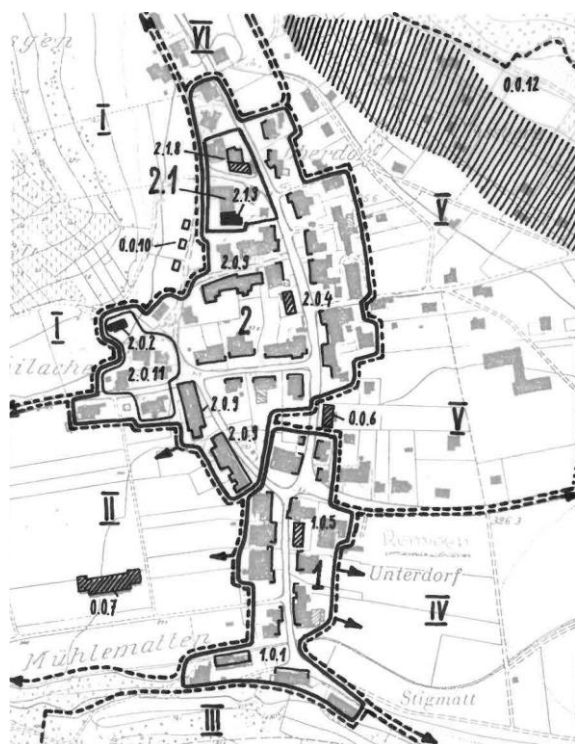 VI
0.0.12
I
2.1.8
2.1
2.1.3
V
0.0.10
2.0.9
2
2.0.4
I
2.0.2
2.0.11
2.0.9
2.0.9
0.0.6
V
II
1.0.5
1
Unterdorf
IV
0.0.7
Mühlematten
1.0.1
Stigmatt
III